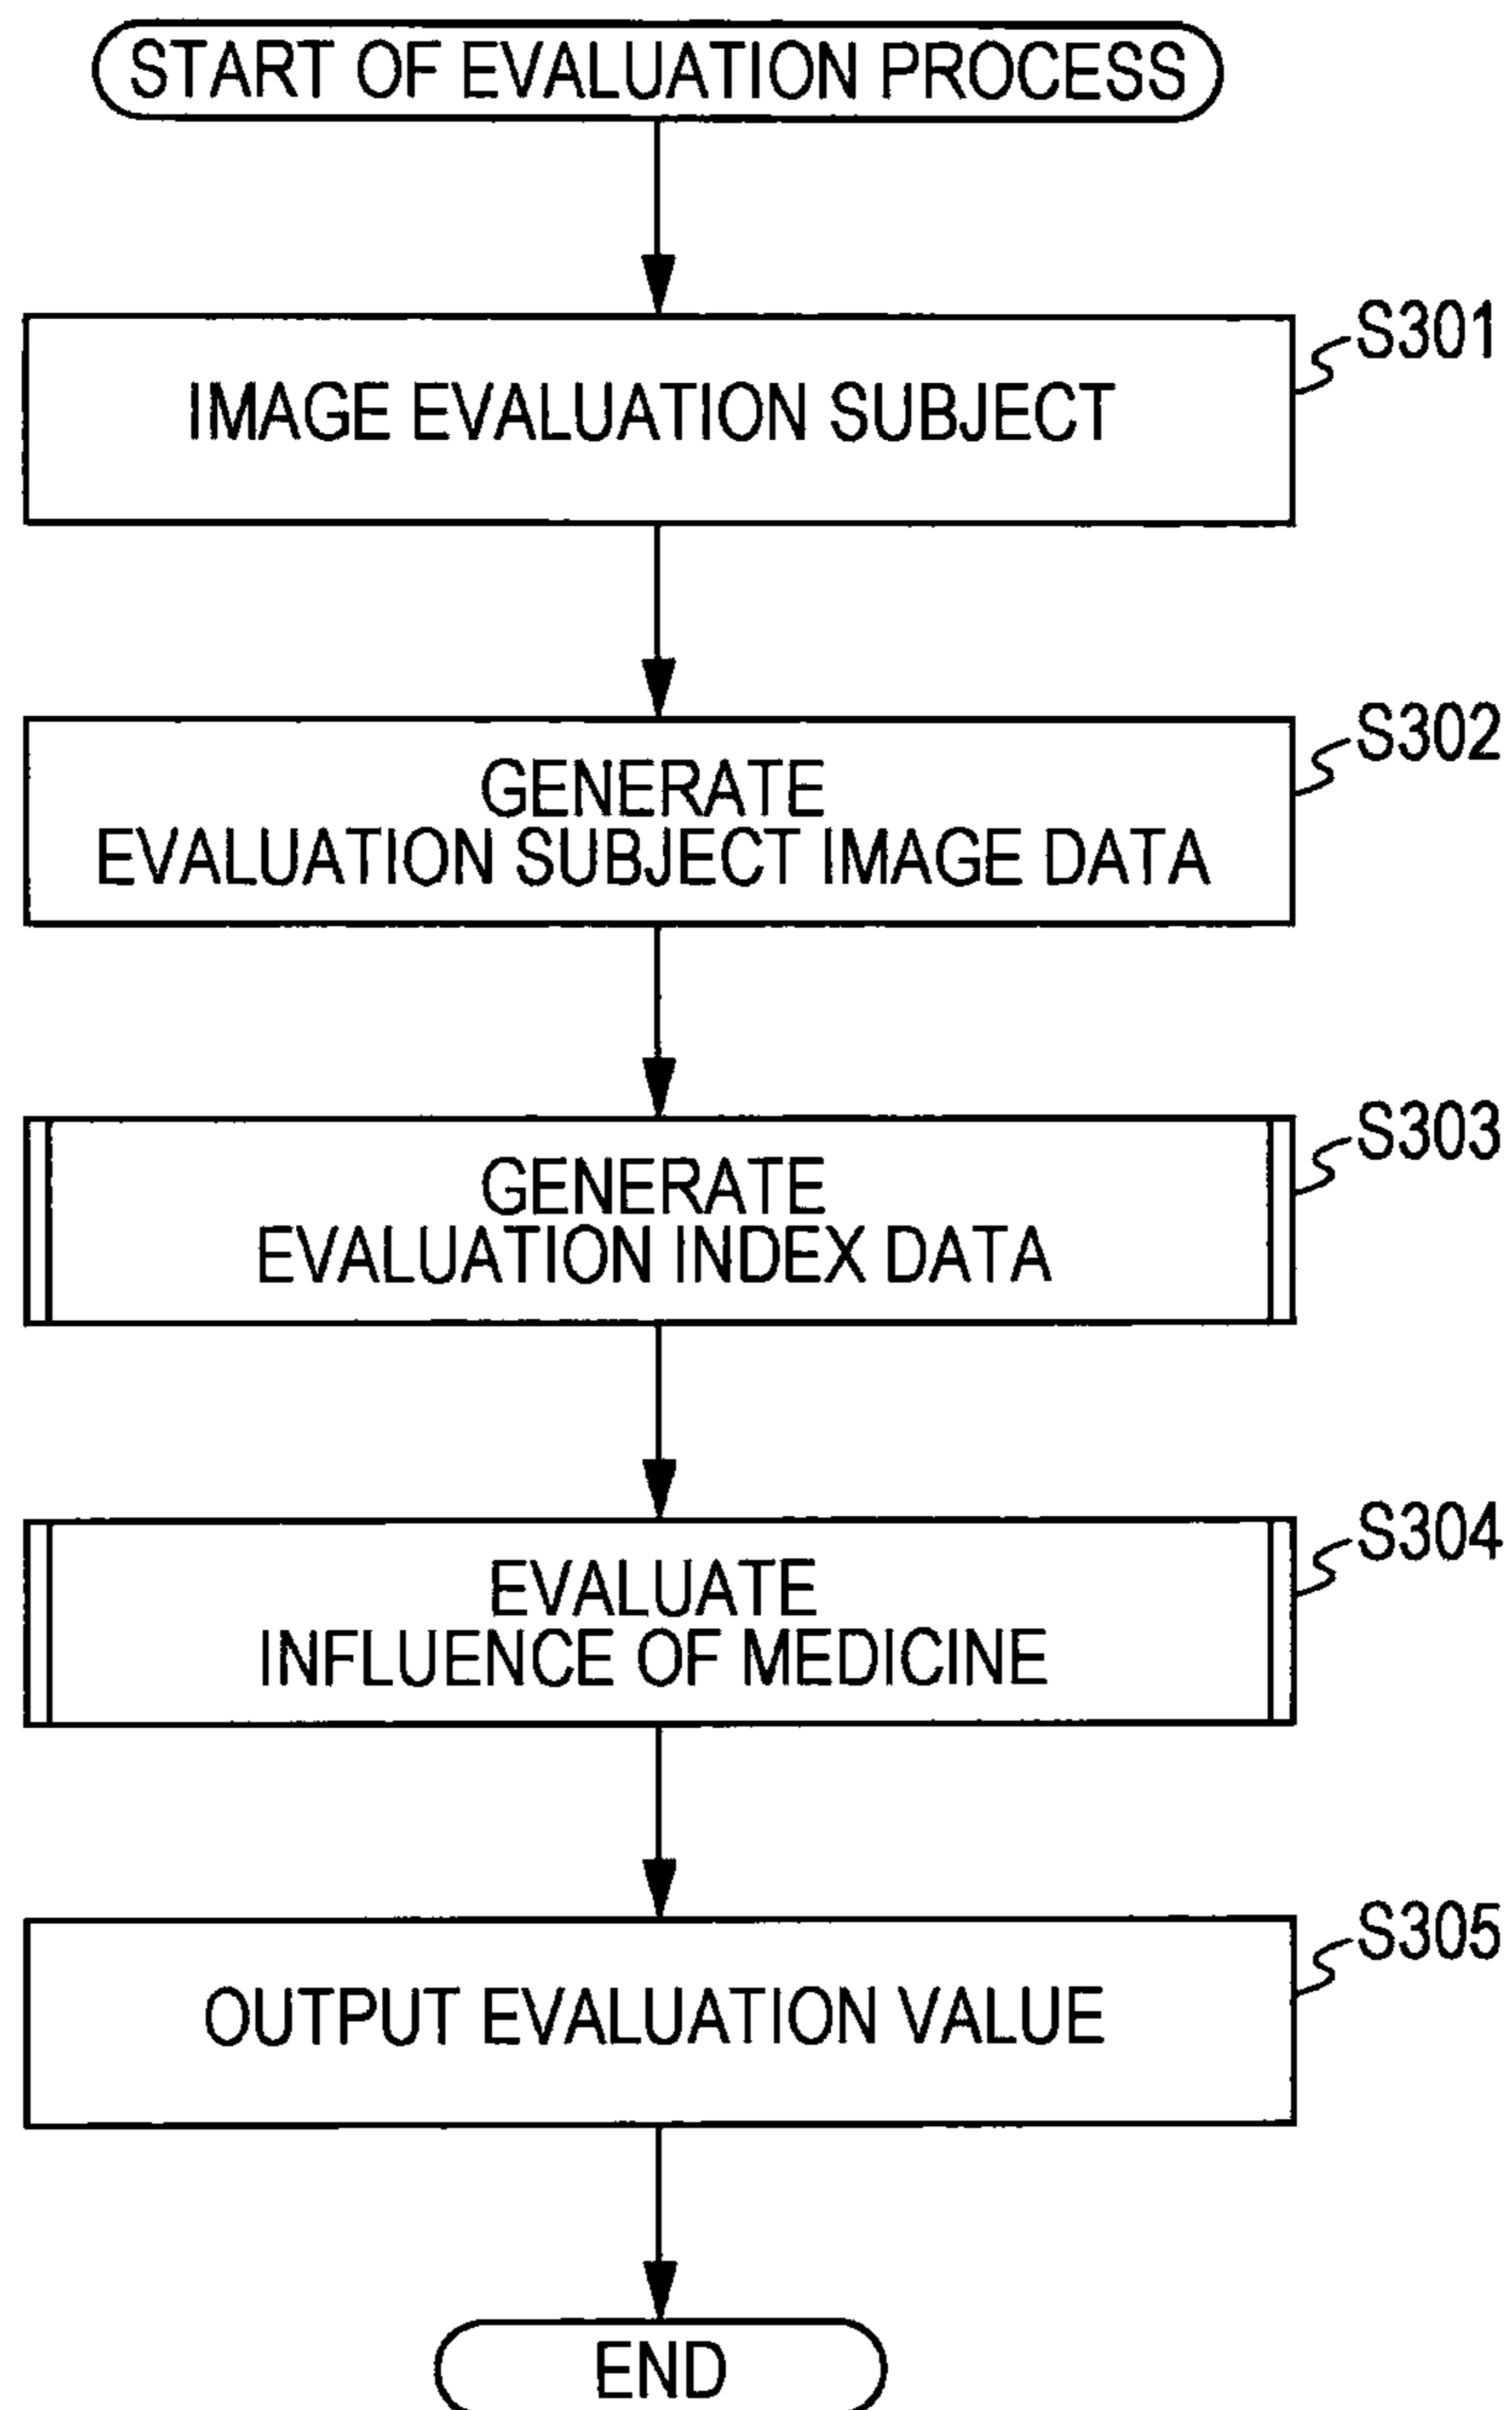 START OF EVALUATION PROCESS
S301
IMAGE EVALUATION SUBJECT
S302
GENERATE
EVALUATION SUBJECT IMAGE DATA
S303
GENERATE
EVALUATION INDEX DATA
S304
EVALUATE
INFLUENCE OF MEDICINE
S305
OUTPUT EVALUATION VALUE
END